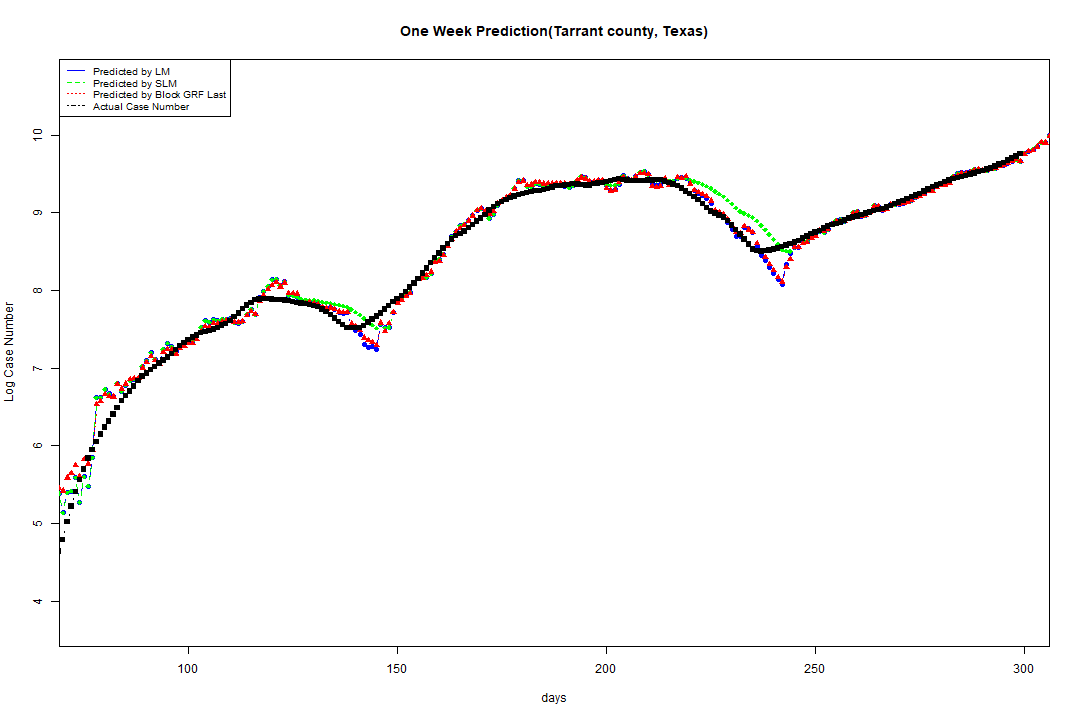 One Week Prediction(Tarrant county, Texas)
Predicted by LM
Predicted by SLM
Predicted by Block GRF Last
Actual Case Number
Log Case Number
10
9
8
7
6
5
4
100 150 200 250 300
days